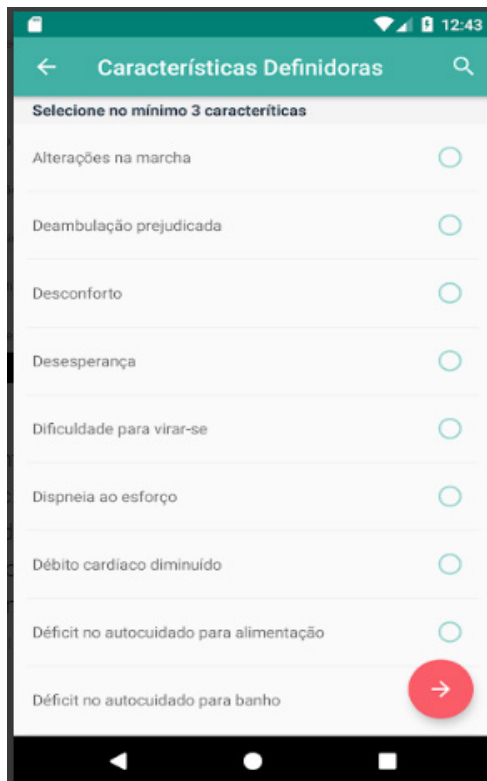 12:43
Características Definidoras
Selecione no mínimo 3 caracteríticas
Alterações na marcha
Deambulação prejudicada
Desconforto
Desesperança
Dificuldade para virar-se
Dispneia ao esforço
Débito cardíaco diminuído
Déficit no autocuidado para alimentação
Déficit no autocuidado para banho